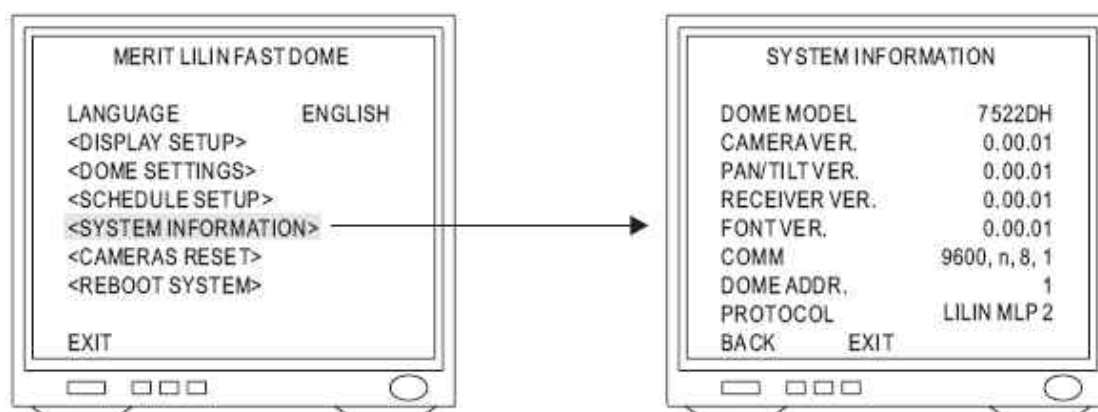 MERIT LILIN FAST DOME
LANGUAGE ENGLISH
<DISPLAY SETUP>
<DOME SETTINGS>
<SCHEDULE SETUP>
<SYSTEM INFORMATION>
<CAMERAS RESET>
<REBOOT SYSTEM>
EXIT
SYSTEM INFORMATION
DOME MODEL 7522DH
CAMERA VER. 0.00.01
PAN/TILT VER. 0.00.01
RECEIVER VER. 0.00.01
FONT VER. 0.00.01
COMM 9600, n, 8, 1
DOME ADDR. 1
PROTOCOL LILIN MLP 2
BACK EXIT